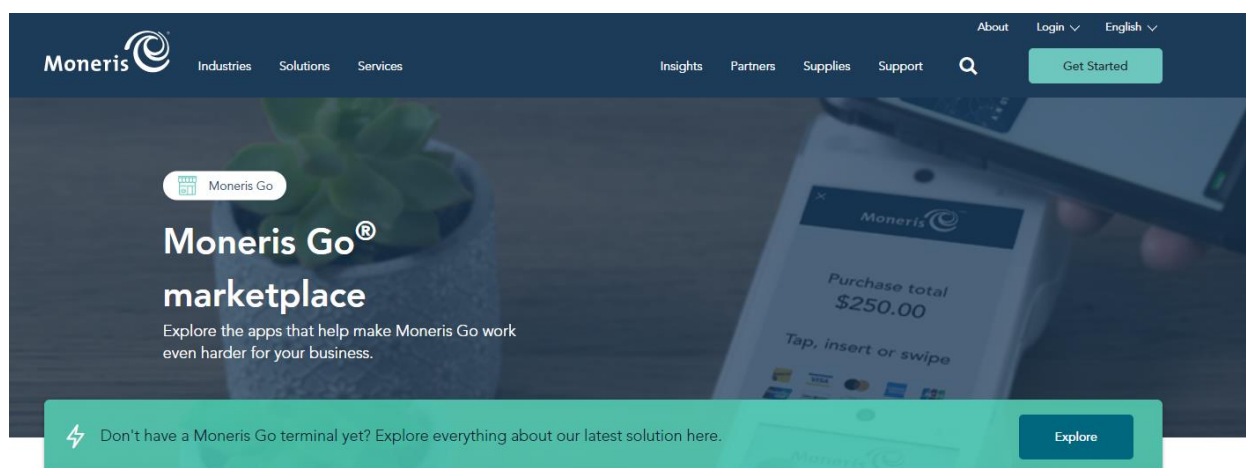 About Login English
Moneris Industries Solutions Services Insights Partners Supplies Support Get Started
Moneris Go
Moneris Go®
marketplace
Explore the apps that help make Moneris Go work
even harder for your business.
Moneris
Purchase total
$250.00
Tap, insert or swipe
VISA
Don't have a Moneris Go terminal yet? Explore everything about our latest solution here.
Explore
Moneris